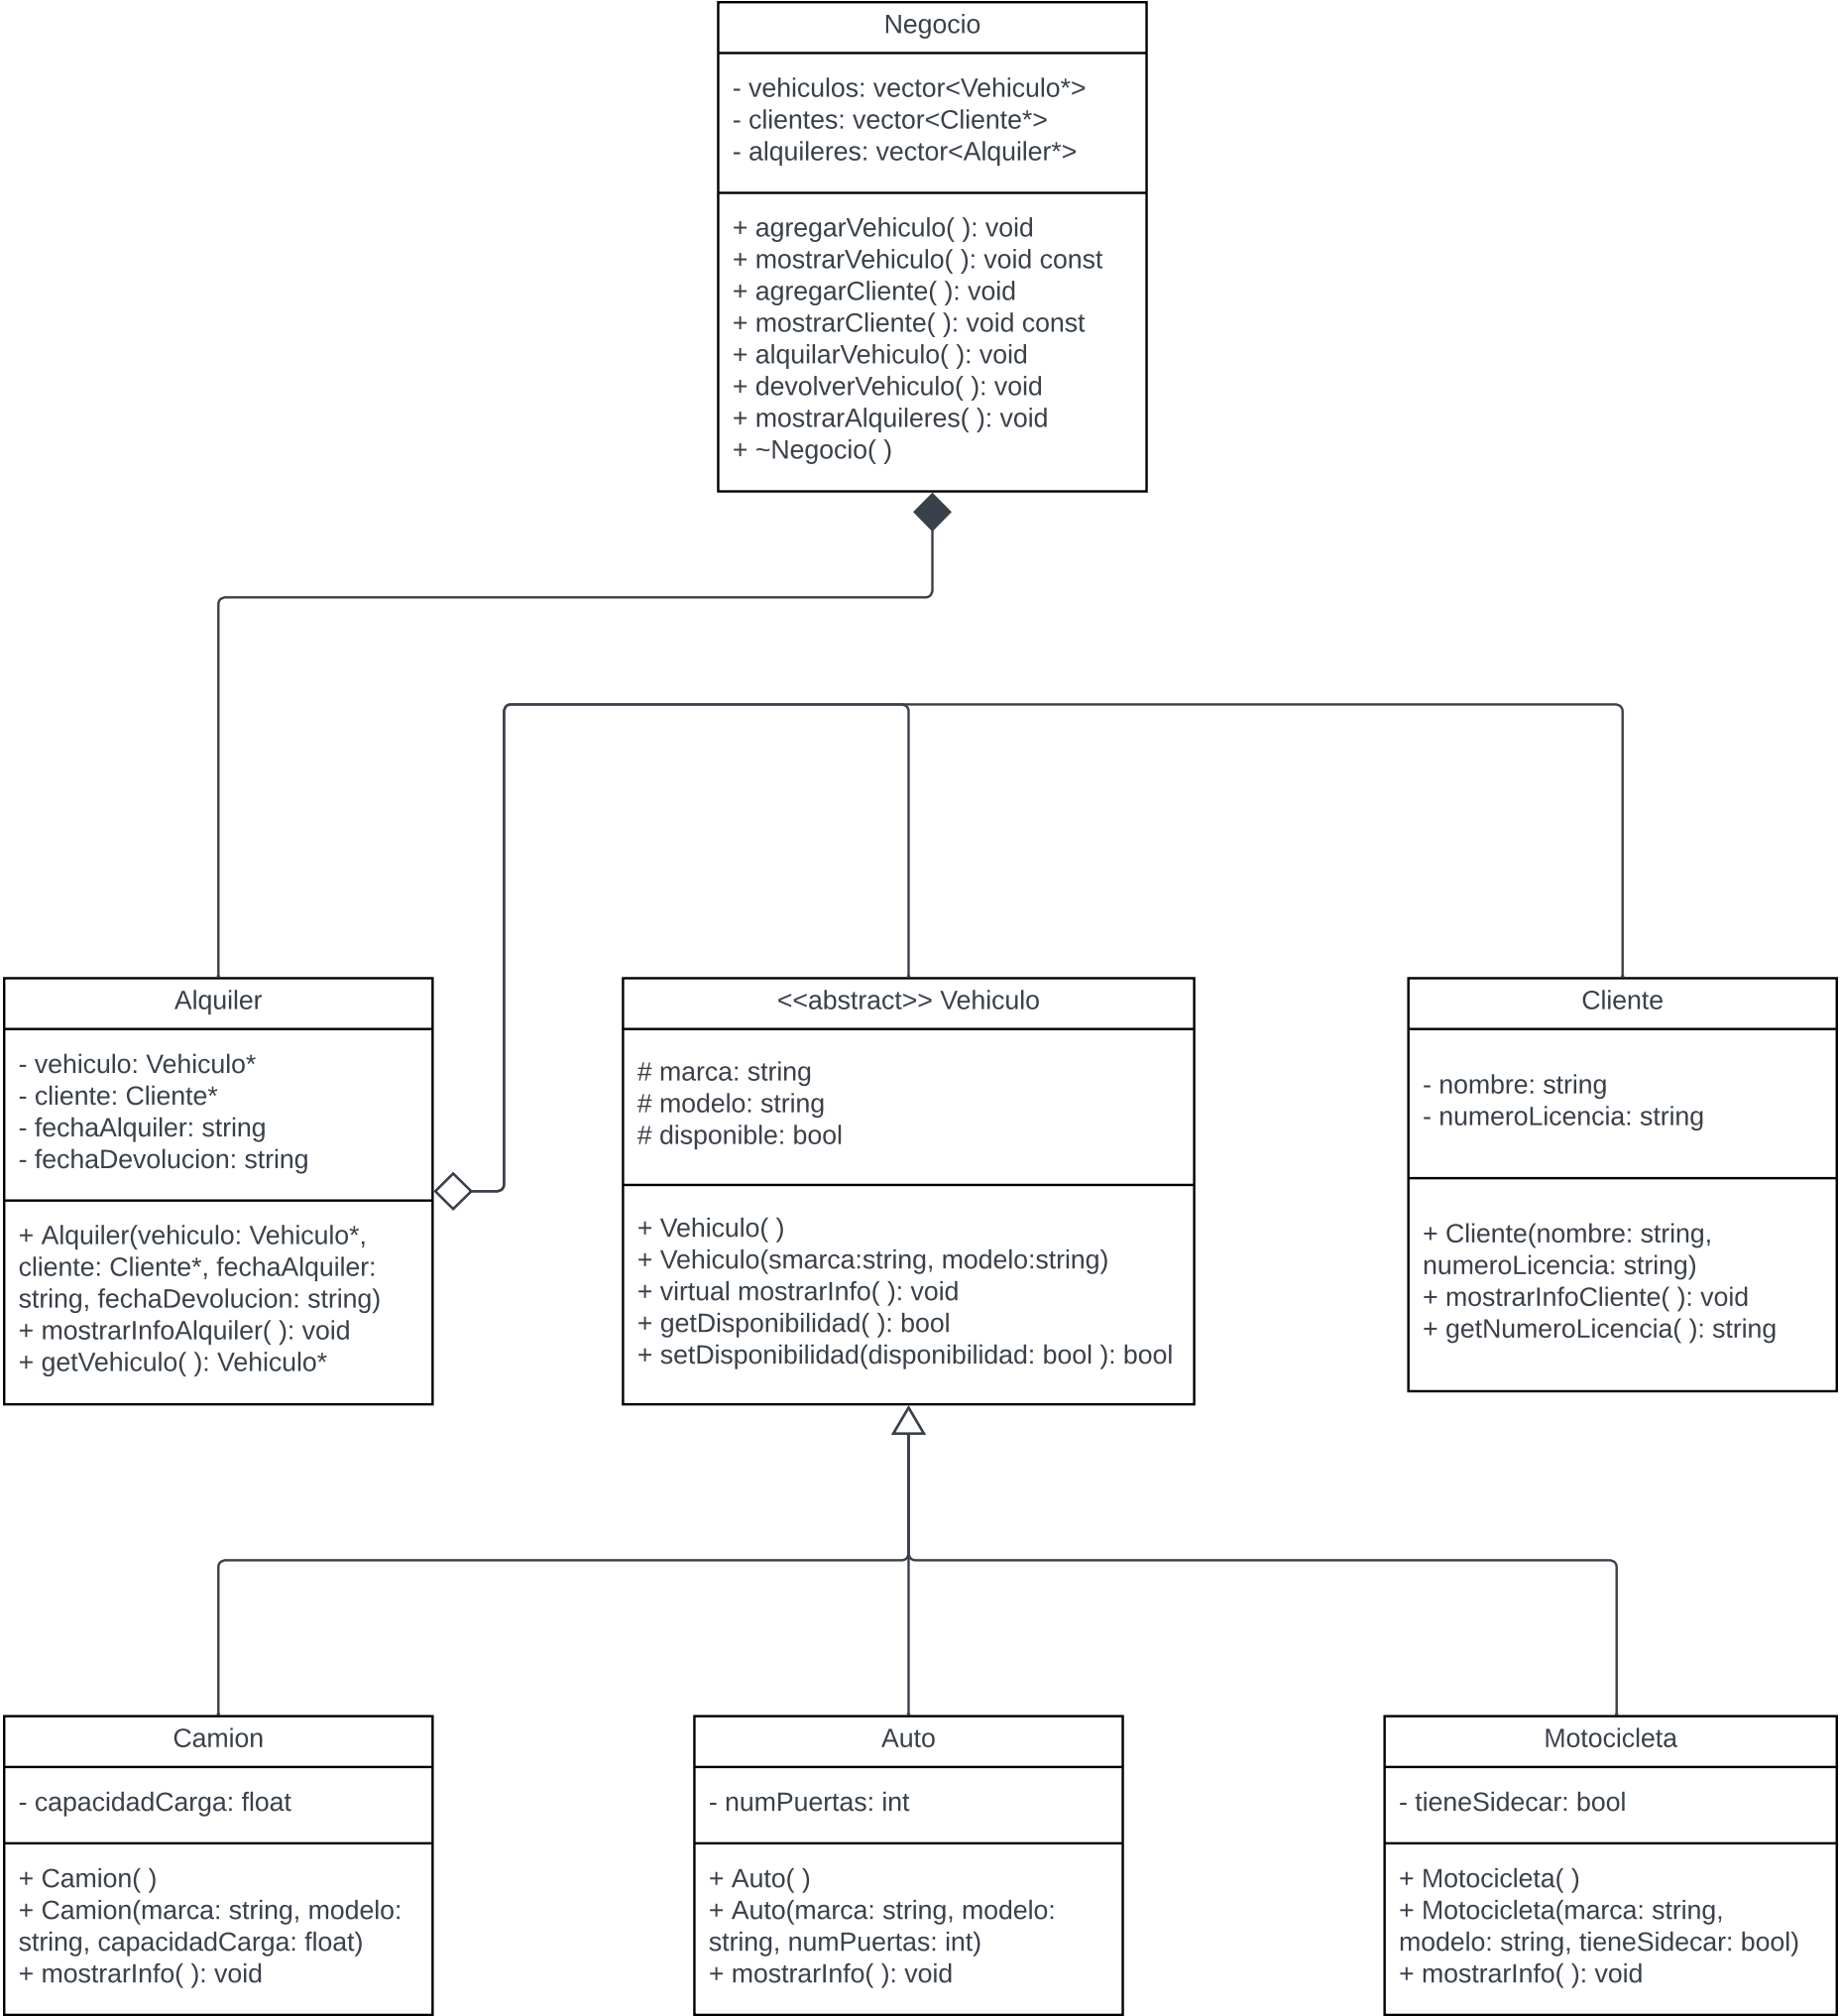 Negocio
- vehiculos: vector<Vehiculo*>
- clientes: vector<Cliente*>
- alquileres: vector<Alquiler*>
+ agregarVehiculo( ): void
+ mostrarVehiculo( ): void const
+ agregarCliente( ): void
+ mostrarCliente( ): void const
+ alquilarVehiculo( ): void
+ devolverVehiculo( ): void
+ mostrarAlquileres( ): void
+ ~Negocio( )
Alquiler
- vehiculo: Vehiculo*
- cliente: Cliente*
- fechaAlquiler: string
- fechaDevolucion: string
+ Alquiler(vehiculo: Vehiculo*,
cliente: Cliente*, fechaAlquiler:
string, fechaDevolucion: string)
+ mostrarInfoAlquiler( ): void
+ getVehiculo( ): Vehiculo*
<<abstract>> Vehiculo
# marca: string
# modelo: string
# disponible: bool
+ Vehiculo( )
+ Vehiculo(smarca:string, modelo:string)
+ virtual mostrarInfo( ): void
+ getDisponibilidad( ): bool
+ setDisponibilidad(disponibilidad: bool ): bool
Cliente
- nombre: string
- numeroLicencia: string
+ Cliente(nombre: string,
numeroLicencia: string)
+ mostrarInfoCliente( ): void
+ getNumeroLicencia( ): string
Camion
- capacidadCarga: float
+ Camion( )
+ Camion(marca: string, modelo:
string, capacidadCarga: float)
+ mostrarInfo( ): void
Auto
- numPuertas: int
+ Auto( )
+ Auto(marca: string, modelo:
string, numPuertas: int)
+ mostrarInfo( ): void
Motocicleta
- tieneSidecar: bool
+ Motocicleta( )
+ Motocicleta(marca: string,
modelo: string, tieneSidecar: bool)
+ mostrarInfo( ): void